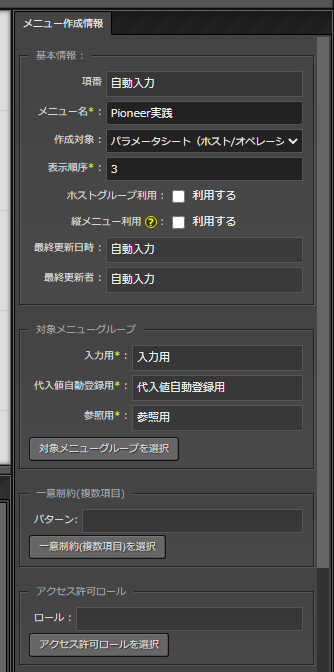 メニュー作成情報
基本情報：
項番 自動入力
メニュー名*： Pioneer実践
作成対象： パラメータシート（ホスト/オペレーシ
表示順序*： 3
ホストグループ利用： 利用する
縦メニュー利用?： 利用する
最終更新日時： 自動入力
最終更新者： 自動入力
対象メニューグループ
入力用*： 入力用
代入値自動登録用*： 代入値自動登録用
参照用*： 参照用
対象メニューグループを選択
一意制約(複数項目)
パターン:
一意制約(複数項目)を選択
アクセス許可ロール
ロール：
アクセス許可ロールを選択